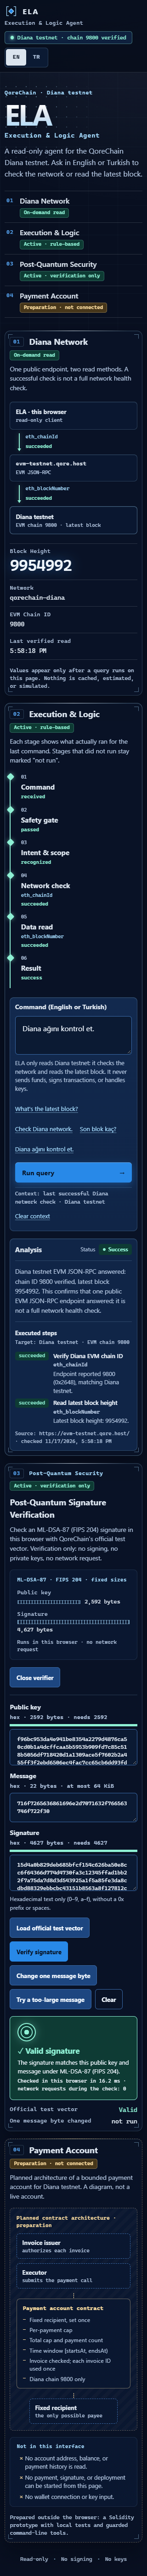 ELA
Execution & Logic Agent
Diana testnet · chain 9800 verified
EN TR
QoreChain · Diana testnet
ELA
Execution & Logic Agent
A read-only agent for the QoreChain
Diana testnet. Ask in English or Turkish to
check the network or read the latest block.
01 Diana Network
On-demand read
02 Execution & Logic
Active · rule-based
03 Post-Quantum Security
Active · verification only
04 Payment Account
Preparation · not connected
01 Diana Network
On-demand read
One public endpoint, two read methods. A
successful check is not a full network health
check.
ELA · this browser
read-only client
eth_chainId
succeeded
evm-testnet.qore.host
EVM JSON-RPC
eth_blockNumber
succeeded
Diana testnet
EVM chain 9800 · latest block
Block Height
9954992
Network
qorechain-diana
EVM Chain ID
9800
Last verified read
5:58:18 PM
Values appear only after a query runs on
this page. Nothing is cached, estimated,
or simulated.
02 Execution & Logic
Active · rule-based
Each stage shows what actually ran for the
last command. Stages that did not run stay
marked "not run".
01
Command
received
02
Safety gate
passed
03
Intent & scope
recognized
04
Network check
eth_chainId
succeeded
05
Data read
eth_blockNumber
succeeded
06
Result
success
Command (English or Turkish)
Diana ağını kontrol et.
ELA only reads Diana testnet: it checks the
network and reads the latest block. It never
sends funds, signs transactions, or handles
keys.
What's the latest block?
Check Diana network. Son blok kaç?
Diana ağını kontrol et.
Run query →
Context: last successful Diana
network check · Diana testnet
Clear context
Analysis Status Success
Diana testnet EVM JSON-RPC answered:
chain ID 9800 verified, latest block
9954992. This confirms that one public
EVM JSON-RPC endpoint answered; it is
not a full network health check.
Executed steps
Target: Diana testnet · EVM chain 9800
succeeded Verify Diana EVM chain ID
eth_chainId
Endpoint reported 9800
(0x2648), matching Diana
testnet.
succeeded Read latest block height
eth_blockNumber
Latest block height: 9954992.
Source: https://evm-testnet.qore.host/
· checked 11/17/2026, 5:58:18 PM
03 Post-Quantum Security
Active · verification only
Post-Quantum Signature
Verification
Check an ML-DSA-87 (FIPS 204) signature in
this browser with QoreChain's official test
vector. Verification only: no signing, no
private keys, no network requests.
ML-DSA-87 · FIPS 204 · fixed sizes
Public key
2,592 bytes
Signature
4,627 bytes
Runs in this browser · no network
request
Close verifier
Public key
hex · 2592 bytes · needs 2592
Message
hex · 22 bytes · at most 64 KiB
Signature
hex · 4627 bytes · needs 4627
Hexadecimal text only (0–9, a–f), without a 0x
prefix or spaces.
Load official test vector
Verify signature
Change one message byte
Try a too-large message Clear
✓ Valid signature
The signature matches this public key and
message under ML-DSA-87 (FIPS 204).
Checked in this browser in 16.2 ms ·
network requests during the check: 0
Official test vector Valid
One message byte changed not run
04 Payment Account
Preparation · not connected
Planned architecture of a bounded payment
account for Diana testnet. A diagram, not a
live account.
Planned contract architecture ·
preparation
Invoice issuer
authorizes each invoice
Executor
submits the payment call
Payment account contract
– Fixed recipient, set once
– Per-payment cap
– Total cap and payment count
– Time window [startsAt, endsAt)
– Invoice checked; each invoice ID
used once
– Diana chain 9800 only
Fixed recipient
the only possible payee
Not in this interface
No account address, balance, or
payment history is read.
No payment, signature, or deployment
can be started from this page.
No wallet connection or key input.
Prepared outside the browser: a Solidity
prototype with local tests and guarded
command-line tools.
Read-only · No signing · No keys